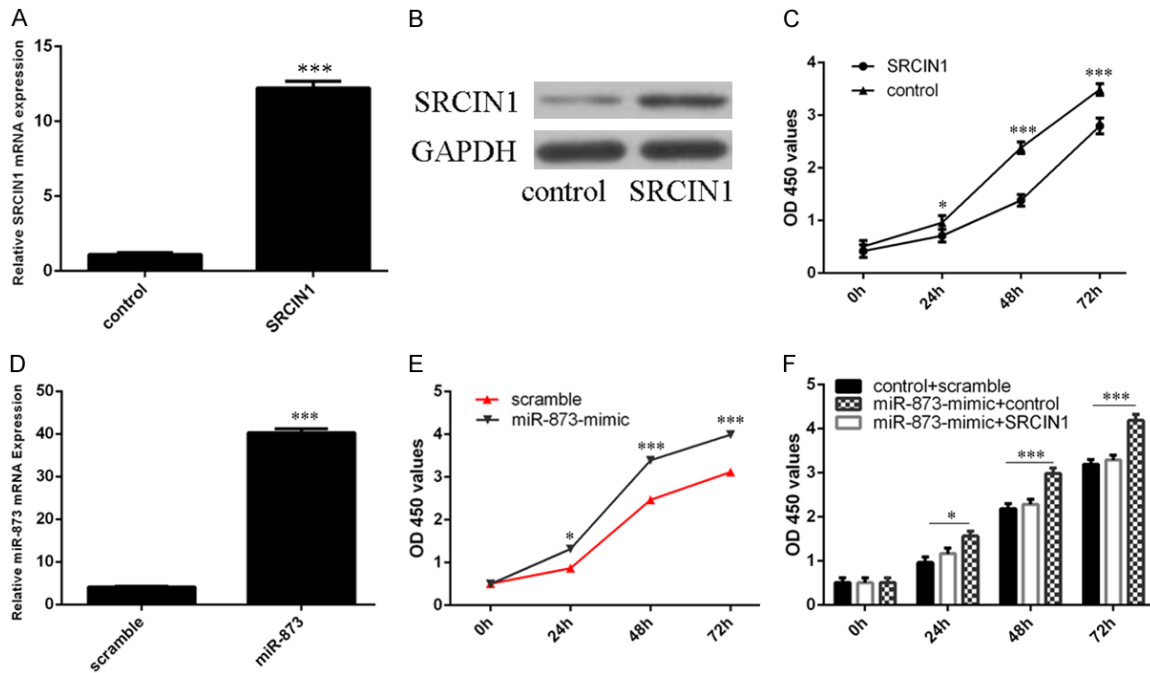 A
Relative SRCIN1 mRNA expression
15
10
5
0
***
control
SRCIN1
B
SRCIN1
GAPDH
control SRCIN1
C
OD 450 values
4
3
2
1
0
SRCIN1
control
*
***
***
0h
24h
48h
72h
D
Relative miR-873 mRNA Expression
50
40
30
20
10
0
***
scramble
miR-873
E
OD 450 values
5
4
3
2
1
0
scramble
miR-873-mimic
*
***
***
0h
24h
48h
72h
F
OD 450 values
5
4
3
2
1
0
control+scramble
miR-873-mimic+control
miR-873-mimic+SRCIN1
*
***
***
0h
24h
48h
72h